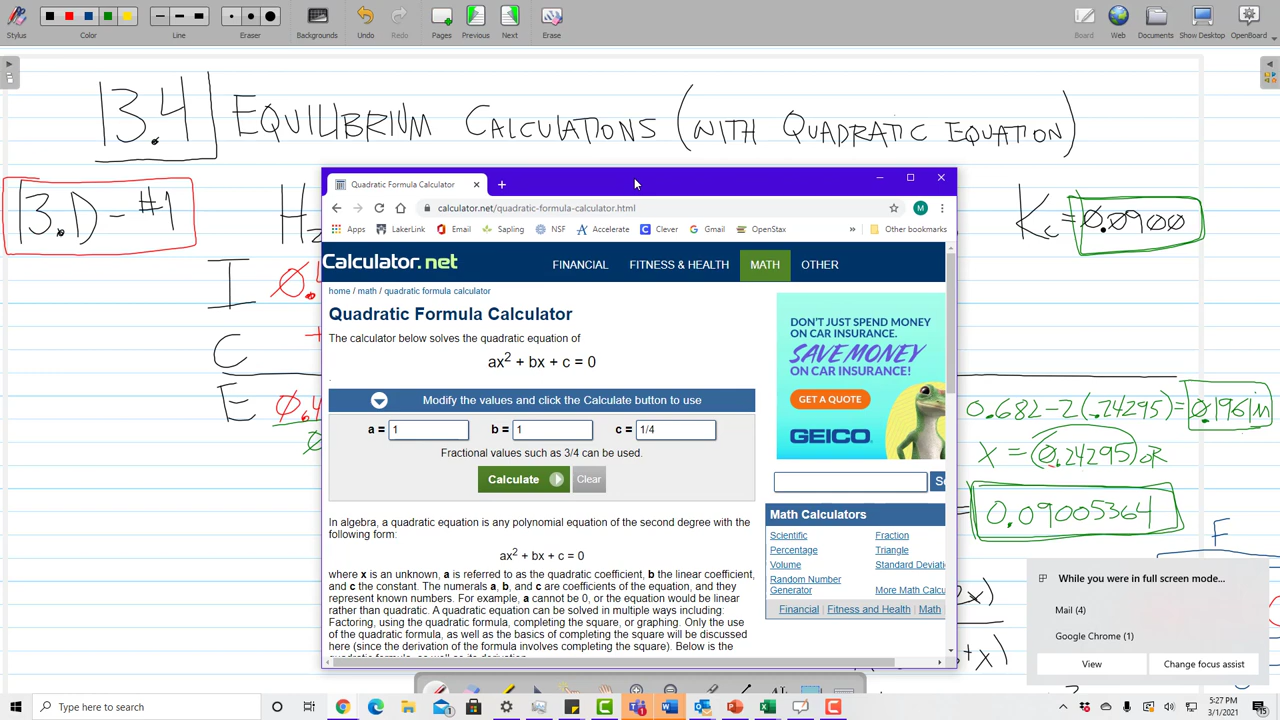 Stylus Color Line Eraser Backgrounds Undo Redo Pages Previous Next Erase Board Web Documents Show Desktop OpenBoard
13.4 EQUILIBRIUM CALCULATIONS (WITH QUADRATIC EQUATION)
13.D - #1
Kc = 0.0900
I
C
E
0.682-2(.24295)=0.1961m
x = (0.24295) OR
= 0.09005364
F
Quadratic Formula Calculator
calculator.net/quadratic-formula-calculator.html
M
Apps LakerLink Email Sapling NSF Accelerate Clever Gmail OpenStax » Other bookmarks
Calculator.net FINANCIAL FITNESS & HEALTH MATH OTHER
home / math / quadratic formula calculator
Quadratic Formula Calculator
The calculator below solves the quadratic equation of
ax² + bx + c = 0
.
Modify the values and click the Calculate button to use
a = 1 b = 1 c = 1/4
Fractional values such as 3/4 can be used.
Calculate Clear
In algebra, a quadratic equation is any polynomial equation of the second degree with the
following form:
ax² + bx + c = 0
where x is an unknown, a is referred to as the quadratic coefficient, b the linear coefficient,
and c the constant. The numerals a, b, and c are coefficients of the equation, and they
represent known numbers. For example, a cannot be 0, or the equation would be linear
rather than quadratic. A quadratic equation can be solved in multiple ways including:
Factoring, using the quadratic formula, completing the square, or graphing. Only the use
of the quadratic formula, as well as the basics of completing the square will be discussed
here (since the derivation of the formula involves completing the square). Below is the
DON'T JUST SPEND MONEY
ON CAR INSURANCE.
SAVE MONEY
ON CAR INSURANCE!
GET A QUOTE
GEICO
Math Calculators
Scientific Fraction
Percentage Triangle
Volume Standard Deviati
Random Number
Generator More Math Calcu
Financial | Fitness and Health | Math
While you were in full screen mode...
Mail (4)
Google Chrome (1)
View Change focus assist
Type here to search
5:27 PM
3/1/2021
15